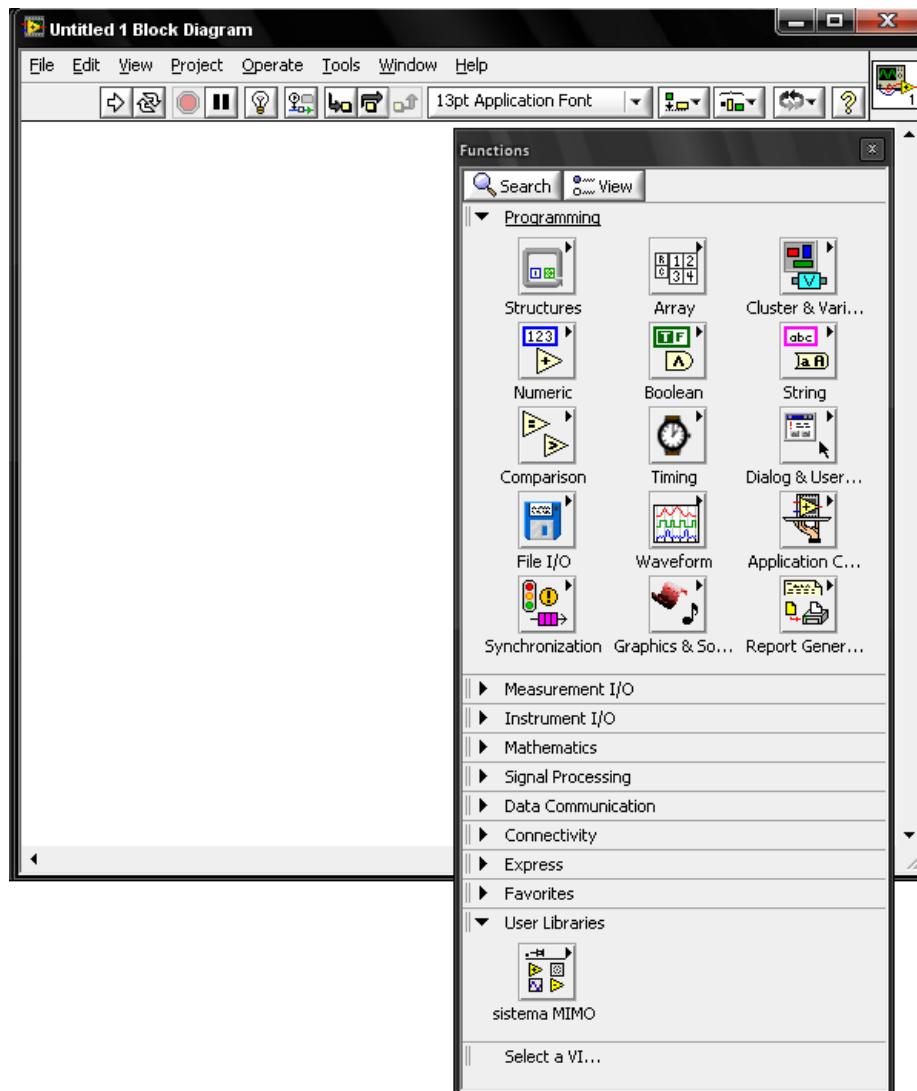 Untitled 1 Block Diagram
File Edit View Project Operate Tools Window Help
13pt Application Font
1
Functions
Search View
Programming
Structures Array Cluster & Vari...
Numeric Boolean String
Comparison Timing Dialog & User...
File I/O Waveform Application C...
Synchronization Graphics & So... Report Gener...
Measurement I/O
Instrument I/O
Mathematics
Signal Processing
Data Communication
Connectivity
Express
Favorites
User Libraries
sistema MIMO
Select a VI...